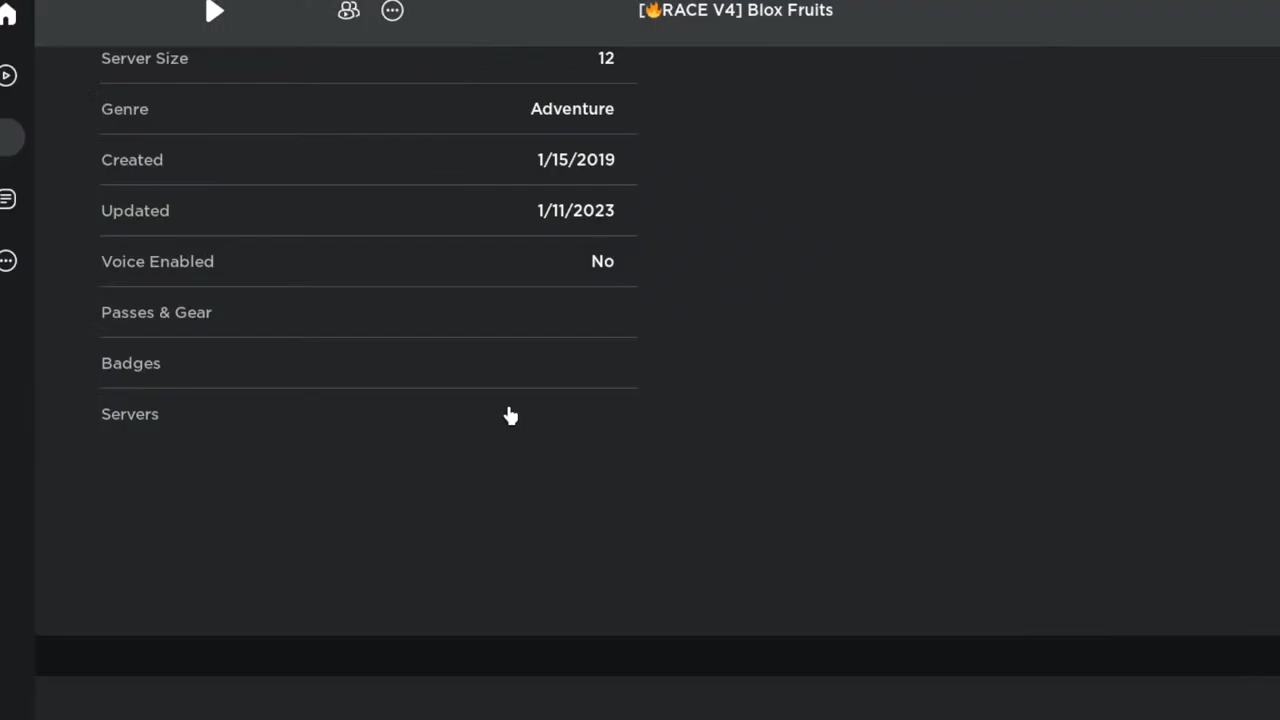 [🔥RACE V4] Blox Fruits
Server Size 12
Genre Adventure
Created 1/15/2019
Updated 1/11/2023
Voice Enabled No
Passes & Gear
Badges
Servers